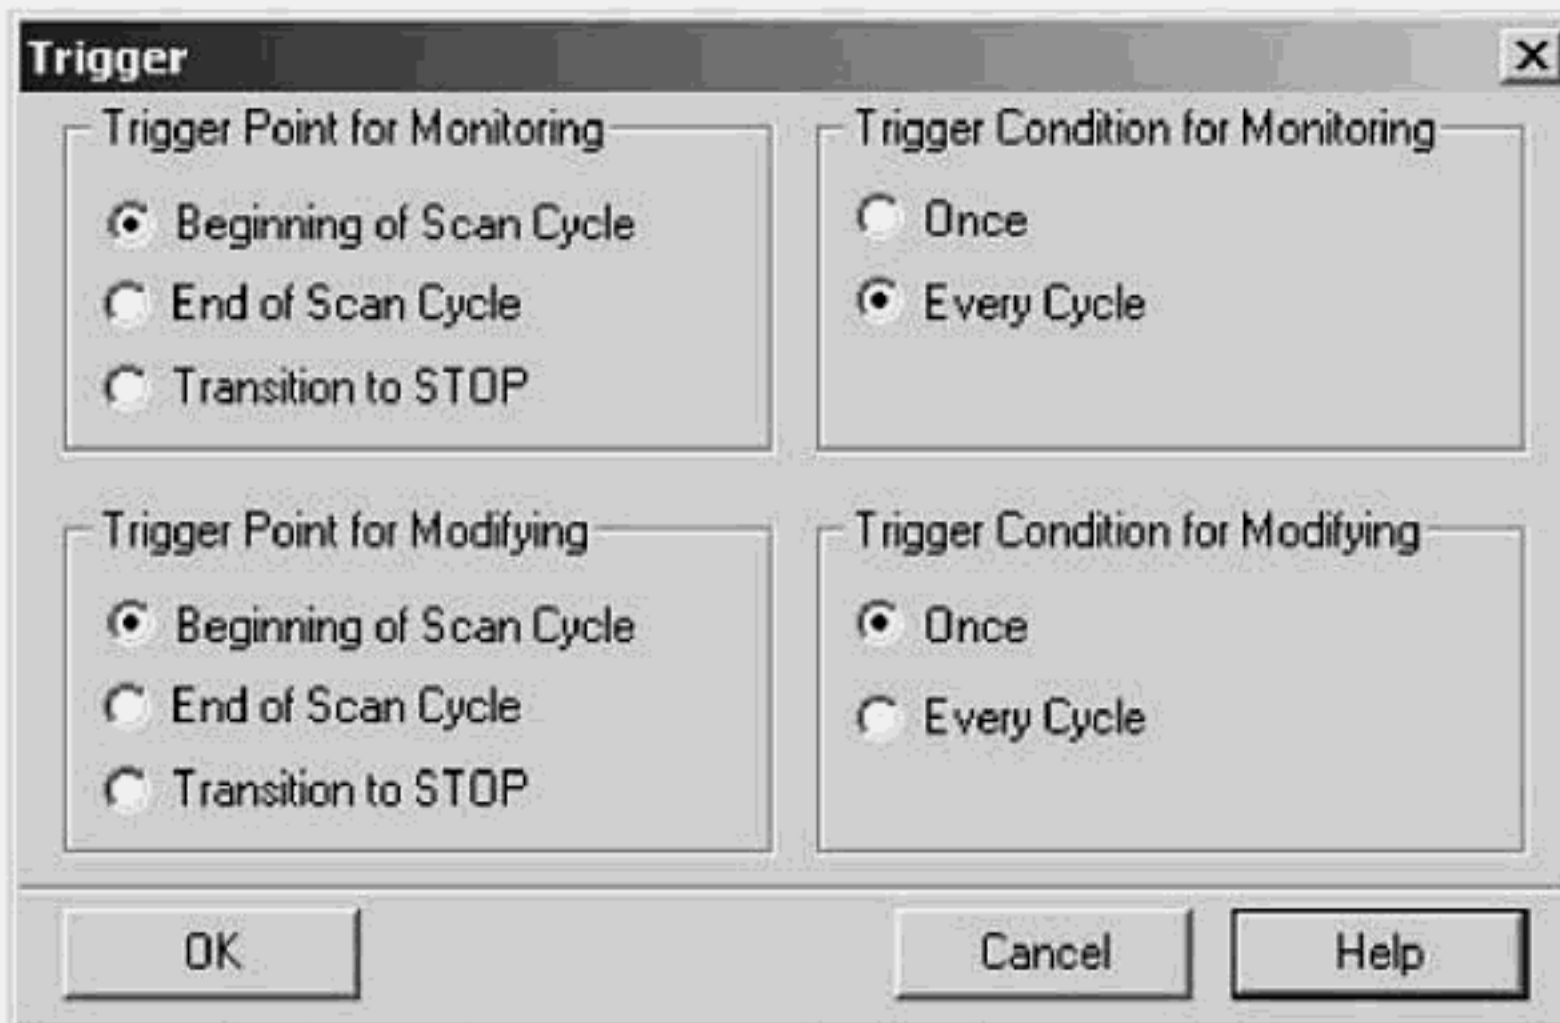 Trigger
Trigger Point for Monitoring
Beginning of Scan Cycle
End of Scan Cycle
Transition to STOP
Trigger Condition for Monitoring
Once
Every Cycle
Trigger Point for Modifying
Beginning of Scan Cycle
End of Scan Cycle
Transition to STOP
Trigger Condition for Modifying
Once
Every Cycle
OK
Cancel
Help